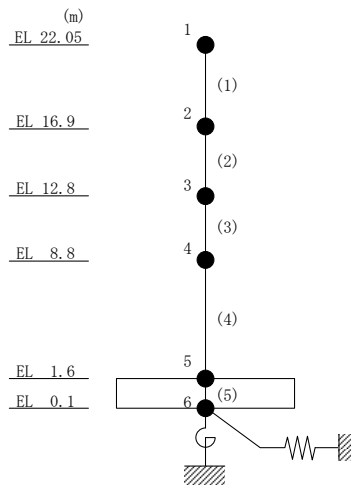 (m)
1
EL 22.05
(1)
2
EL 16.9
(2)
3
EL 12.8
(3)
4
EL 8.8
(4)
5
EL 1.6
(5)
6
EL 0.1